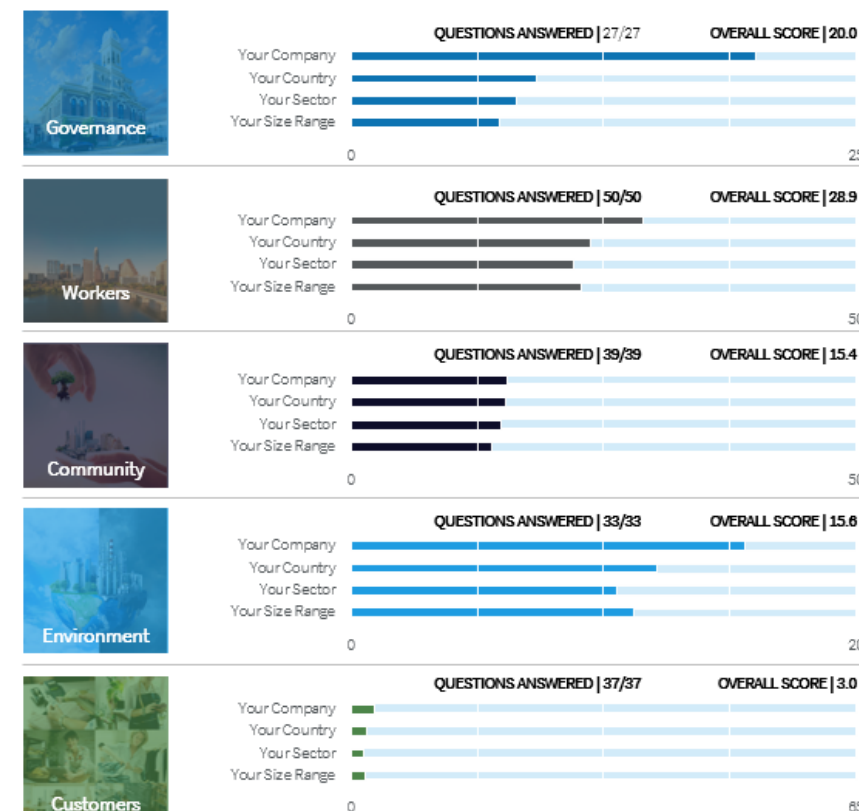 QUESTIONS ANSWERED | 27/27 OVERALL SCORE | 20.0
Your Company
Your Country
Your Sector
Your Size Range
Governance
0 25
QUESTIONS ANSWERED | 50/50 OVERALL SCORE | 28.9
Your Company
Your Country
Your Sector
Your Size Range
Workers
0 50
QUESTIONS ANSWERED | 39/39 OVERALL SCORE | 15.4
Your Company
Your Country
Your Sector
Your Size Range
Community
0 50
QUESTIONS ANSWERED | 33/33 OVERALL SCORE | 15.6
Your Company
Your Country
Your Sector
Your Size Range
Environment
0 20
QUESTIONS ANSWERED | 37/37 OVERALL SCORE | 3.0
Your Company
Your Country
Your Sector
Your Size Range
Customers
0 65